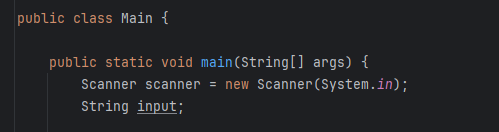 public class Main {
public static void main(String[] args) {
Scanner scanner = new Scanner(System.in);
String input;